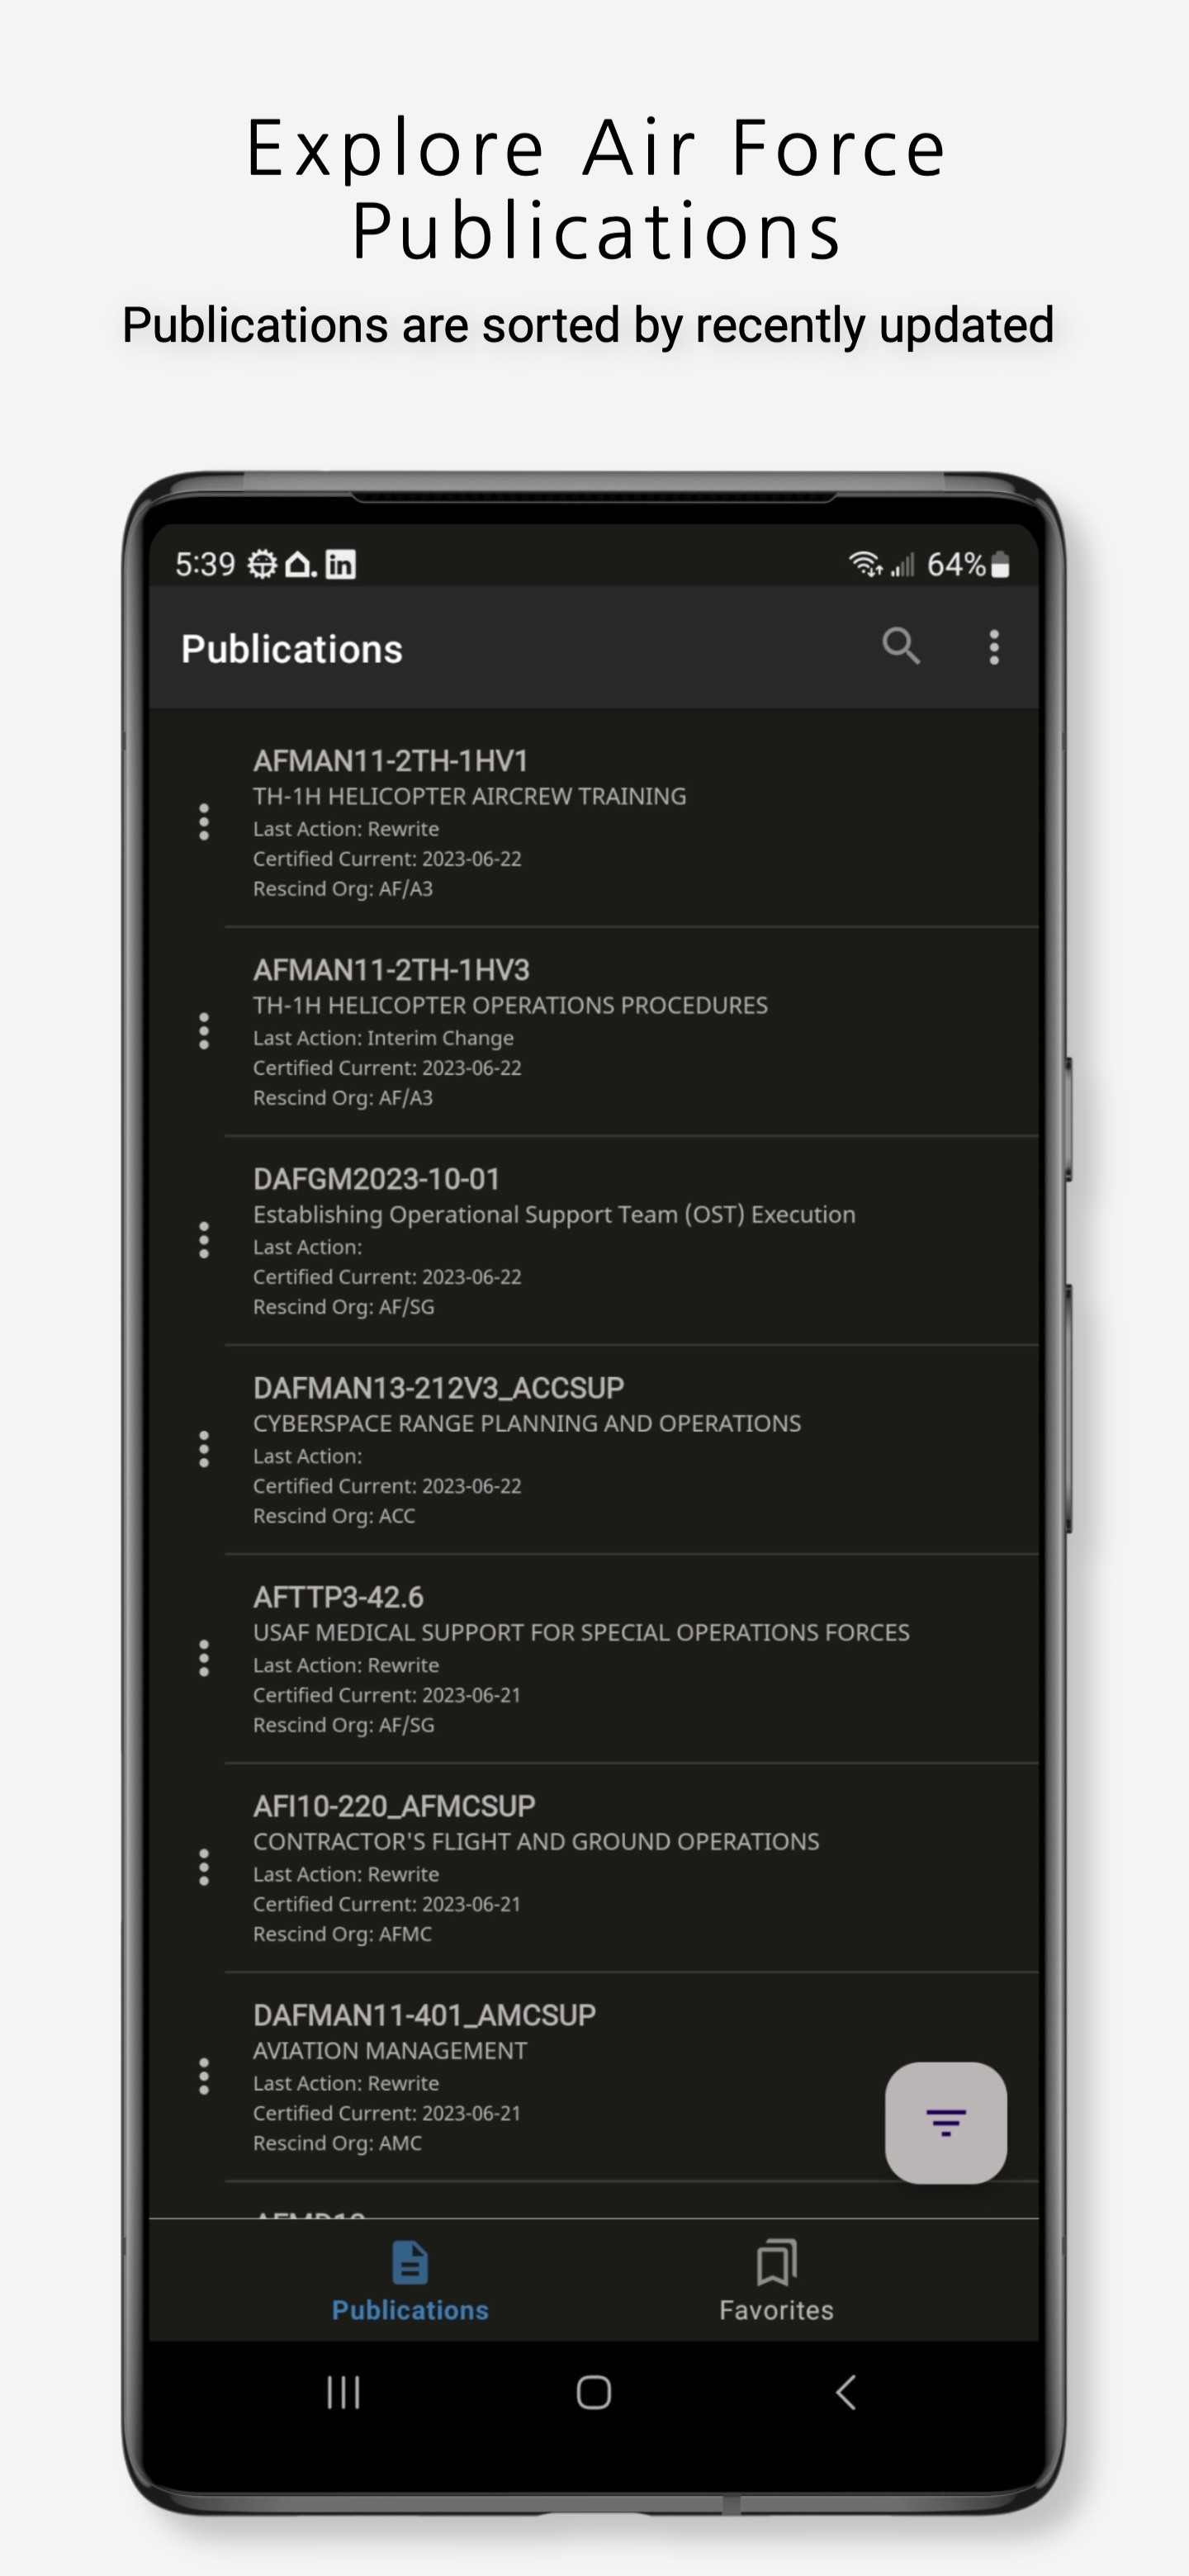 Explore Air Force
Publications
Publications are sorted by recently updated
5:39 in 64%
Publications
AFMAN11-2TH-1HV1
TH-1H HELICOPTER AIRCREW TRAINING
Last Action: Rewrite
Certified Current: 2023-06-22
Rescind Org: AF/A3
AFMAN11-2TH-1HV3
TH-1H HELICOPTER OPERATIONS PROCEDURES
Last Action: Interim Change
Certified Current: 2023-06-22
Rescind Org: AF/A3
DAFGM2023-10-01
Establishing Operational Support Team (OST) Execution
Last Action:
Certified Current: 2023-06-22
Rescind Org: AF/SG
DAFMAN13-212V3_ACCSUP
CYBERSPACE RANGE PLANNING AND OPERATIONS
Last Action:
Certified Current: 2023-06-22
Rescind Org: ACC
AFTTP3-42.6
USAF MEDICAL SUPPORT FOR SPECIAL OPERATIONS FORCES
Last Action: Rewrite
Certified Current: 2023-06-21
Rescind Org: AF/SG
AFI10-220_AFMCSUP
CONTRACTOR'S FLIGHT AND GROUND OPERATIONS
Last Action: Rewrite
Certified Current: 2023-06-21
Rescind Org: AFMC
DAFMAN11-401_AMCSUP
AVIATION MANAGEMENT
Last Action: Rewrite
Certified Current: 2023-06-21
Rescind Org: AMC
Publications
Favorites